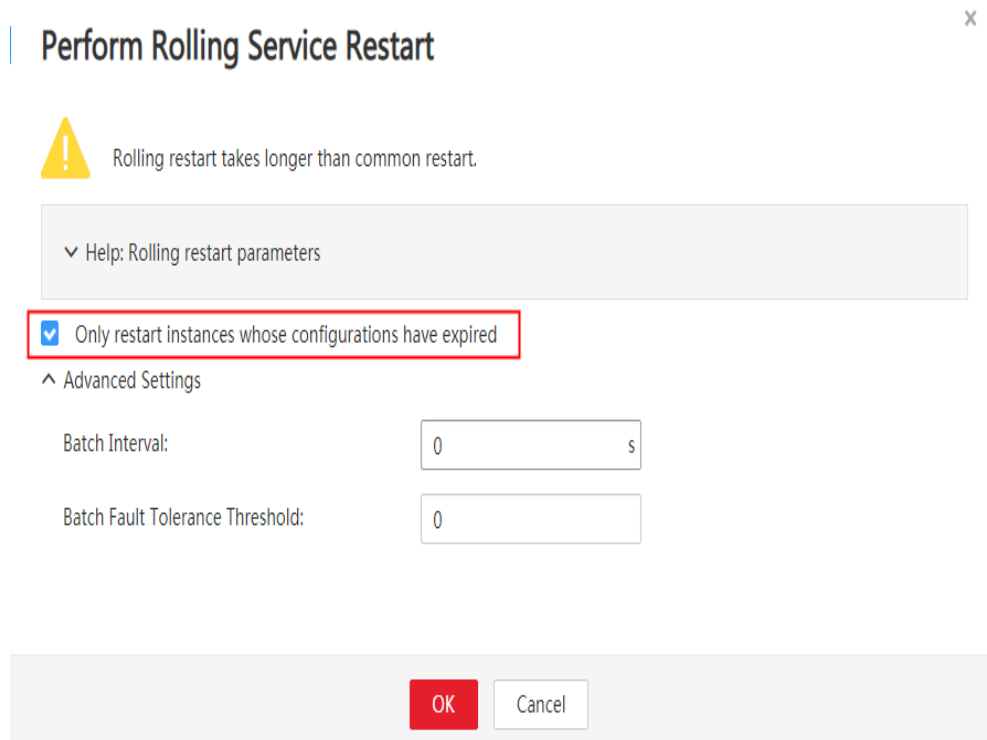 Perform Rolling Service Restart
Rolling restart takes longer than common restart.
Help: Rolling restart parameters
Only restart instances whose configurations have expired
Advanced Settings
Batch Interval: 0 s
Batch Fault Tolerance Threshold: 0
OK Cancel